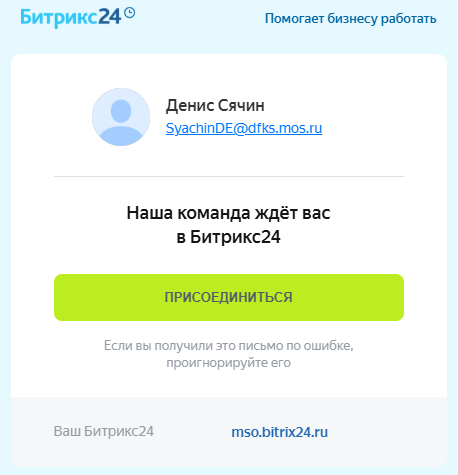 Битрикс24
Помогает бизнесу работать
Денис Сячин
SyachinDE@dfks.mos.ru
Наша команда ждёт вас
в Битрикс24
ПРИСОЕДИНИТЬСЯ
Если вы получили это письмо по ошибке,
проигнорируйте его
Ваш Битрикс24
mso.bitrix24.ru